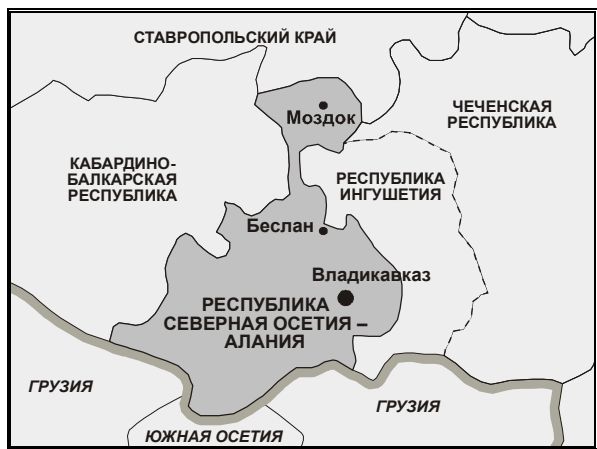 СТАВРОПОЛЬСКИЙ КРАЙ
Моздок
ЧЕЧЕНСКАЯ
РЕСПУБЛИКА
КАБАРДИНО-
БАЛКАРСКАЯ
РЕСПУБЛИКА
РЕСПУБЛИКА
ИНГУШЕТИЯ
Беслан
Владикавказ
РЕСПУБЛИКА
СЕВЕРНАЯ ОСЕТИЯ –
АЛАНИЯ
ГРУЗИЯ
ГРУЗИЯ
ЮЖНАЯ ОСЕТИЯ